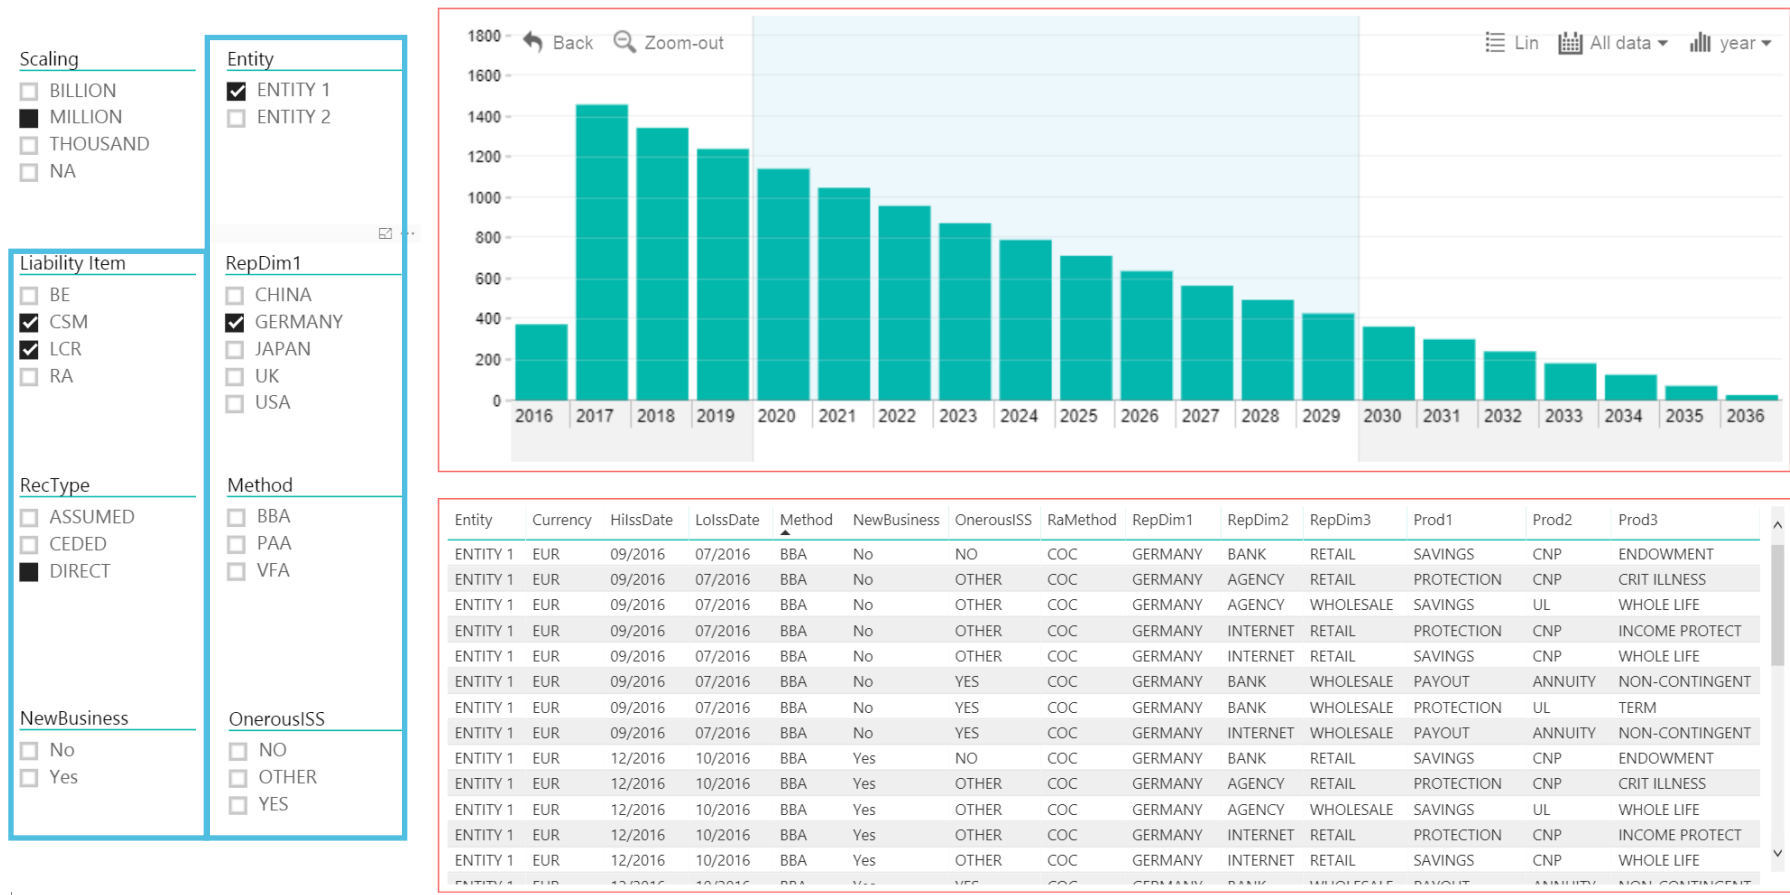 Scaling
BILLION
MILLION
THOUSAND
NA
Entity
ENTITY 1
ENTITY 2
Liability Item
BE
CSM
LCR
RA
RepDim1
CHINA
GERMANY
JAPAN
UK
USA
RecType
ASSUMED
CEDED
DIRECT
Method
BBA
PAA
VFA
NewBusiness
No
Yes
OnerousISS
NO
OTHER
YES
Back Zoom-out Lin All data year
1800
1600
1400
1200
1000
800
600
400
200
0
2016 2017 2018 2019 2020 2021 2022 2023 2024 2025 2026 2027 2028 2029 2030 2031 2032 2033 2034 2035 2036
Entity Currency HiIssDate LoIssDate Method NewBusiness OnerousISS RaMethod RepDim1 RepDim2 RepDim3 Prod1 Prod2 Prod3
ENTITY 1 EUR 09/2016 07/2016 BBA No NO COC GERMANY BANK RETAIL SAVINGS CNP ENDOWMENT
ENTITY 1 EUR 09/2016 07/2016 BBA No OTHER COC GERMANY AGENCY RETAIL PROTECTION CNP CRIT ILLNESS
ENTITY 1 EUR 09/2016 07/2016 BBA No OTHER COC GERMANY AGENCY WHOLESALE SAVINGS UL WHOLE LIFE
ENTITY 1 EUR 09/2016 07/2016 BBA No OTHER COC GERMANY INTERNET RETAIL PROTECTION CNP INCOME PROTECT
ENTITY 1 EUR 09/2016 07/2016 BBA No OTHER COC GERMANY INTERNET RETAIL SAVINGS CNP WHOLE LIFE
ENTITY 1 EUR 09/2016 07/2016 BBA No YES COC GERMANY BANK WHOLESALE PAYOUT ANNUITY NON-CONTINGENT
ENTITY 1 EUR 09/2016 07/2016 BBA No YES COC GERMANY BANK WHOLESALE PROTECTION UL TERM
ENTITY 1 EUR 09/2016 07/2016 BBA No YES COC GERMANY INTERNET WHOLESALE PAYOUT ANNUITY NON-CONTINGENT
ENTITY 1 EUR 12/2016 10/2016 BBA Yes NO COC GERMANY BANK RETAIL SAVINGS CNP ENDOWMENT
ENTITY 1 EUR 12/2016 10/2016 BBA Yes OTHER COC GERMANY AGENCY RETAIL PROTECTION CNP CRIT ILLNESS
ENTITY 1 EUR 12/2016 10/2016 BBA Yes OTHER COC GERMANY AGENCY WHOLESALE SAVINGS UL WHOLE LIFE
ENTITY 1 EUR 12/2016 10/2016 BBA Yes OTHER COC GERMANY INTERNET RETAIL PROTECTION CNP INCOME PROTECT
ENTITY 1 EUR 12/2016 10/2016 BBA Yes OTHER COC GERMANY INTERNET RETAIL SAVINGS CNP WHOLE LIFE